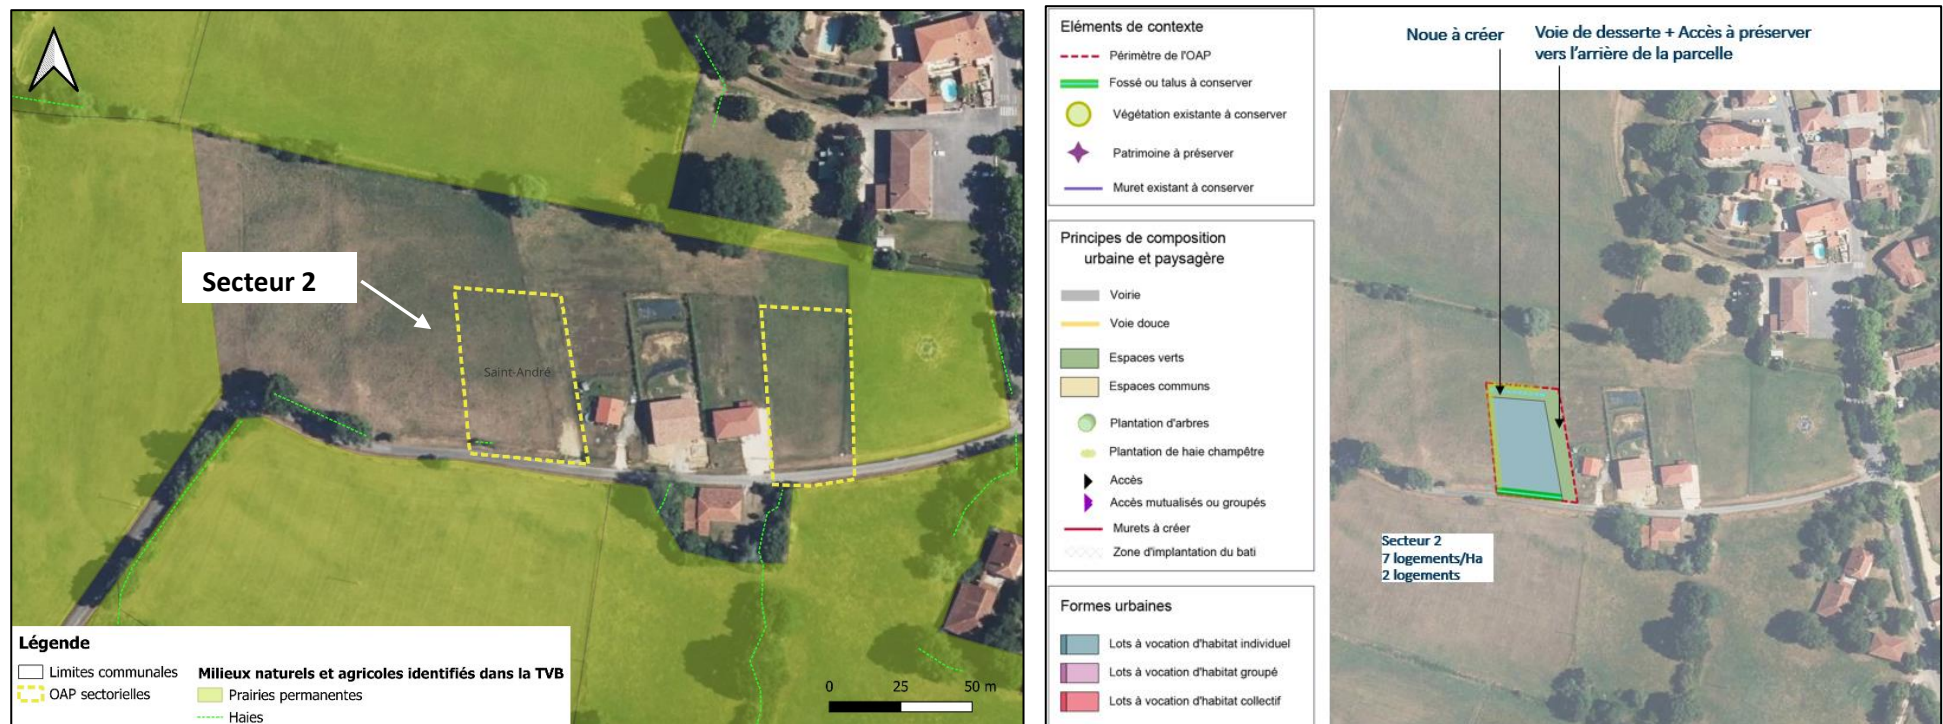 Secteur 2
Saint-André
Légende
Limites communales
OAP sectorielles
Milieux naturels et agricoles identifiés dans la TVB
Prairies permanentes
Haies
0 25 50 m
Eléments de contexte
Périmètre de l'OAP
Fossé ou talus à conserver
Végétation existante à conserver
Patrimoine à préserver
Muret existant à conserver
Principes de composition
urbaine et paysagère
Voirie
Voie douce
Espaces verts
Espaces communs
Plantation d'arbres
Plantation de haie champêtre
Accès
Accès mutualisés ou groupés
Murets à créer
Zone d'implantation du bati
Formes urbaines
Lots à vocation d'habitat individuel
Lots à vocation d'habitat groupé
Lots à vocation d'habitat collectif
Noue à créer
Voie de desserte + Accès à préserver
vers l'arrière de la parcelle
Secteur 2
7 logements/Ha
2 logements